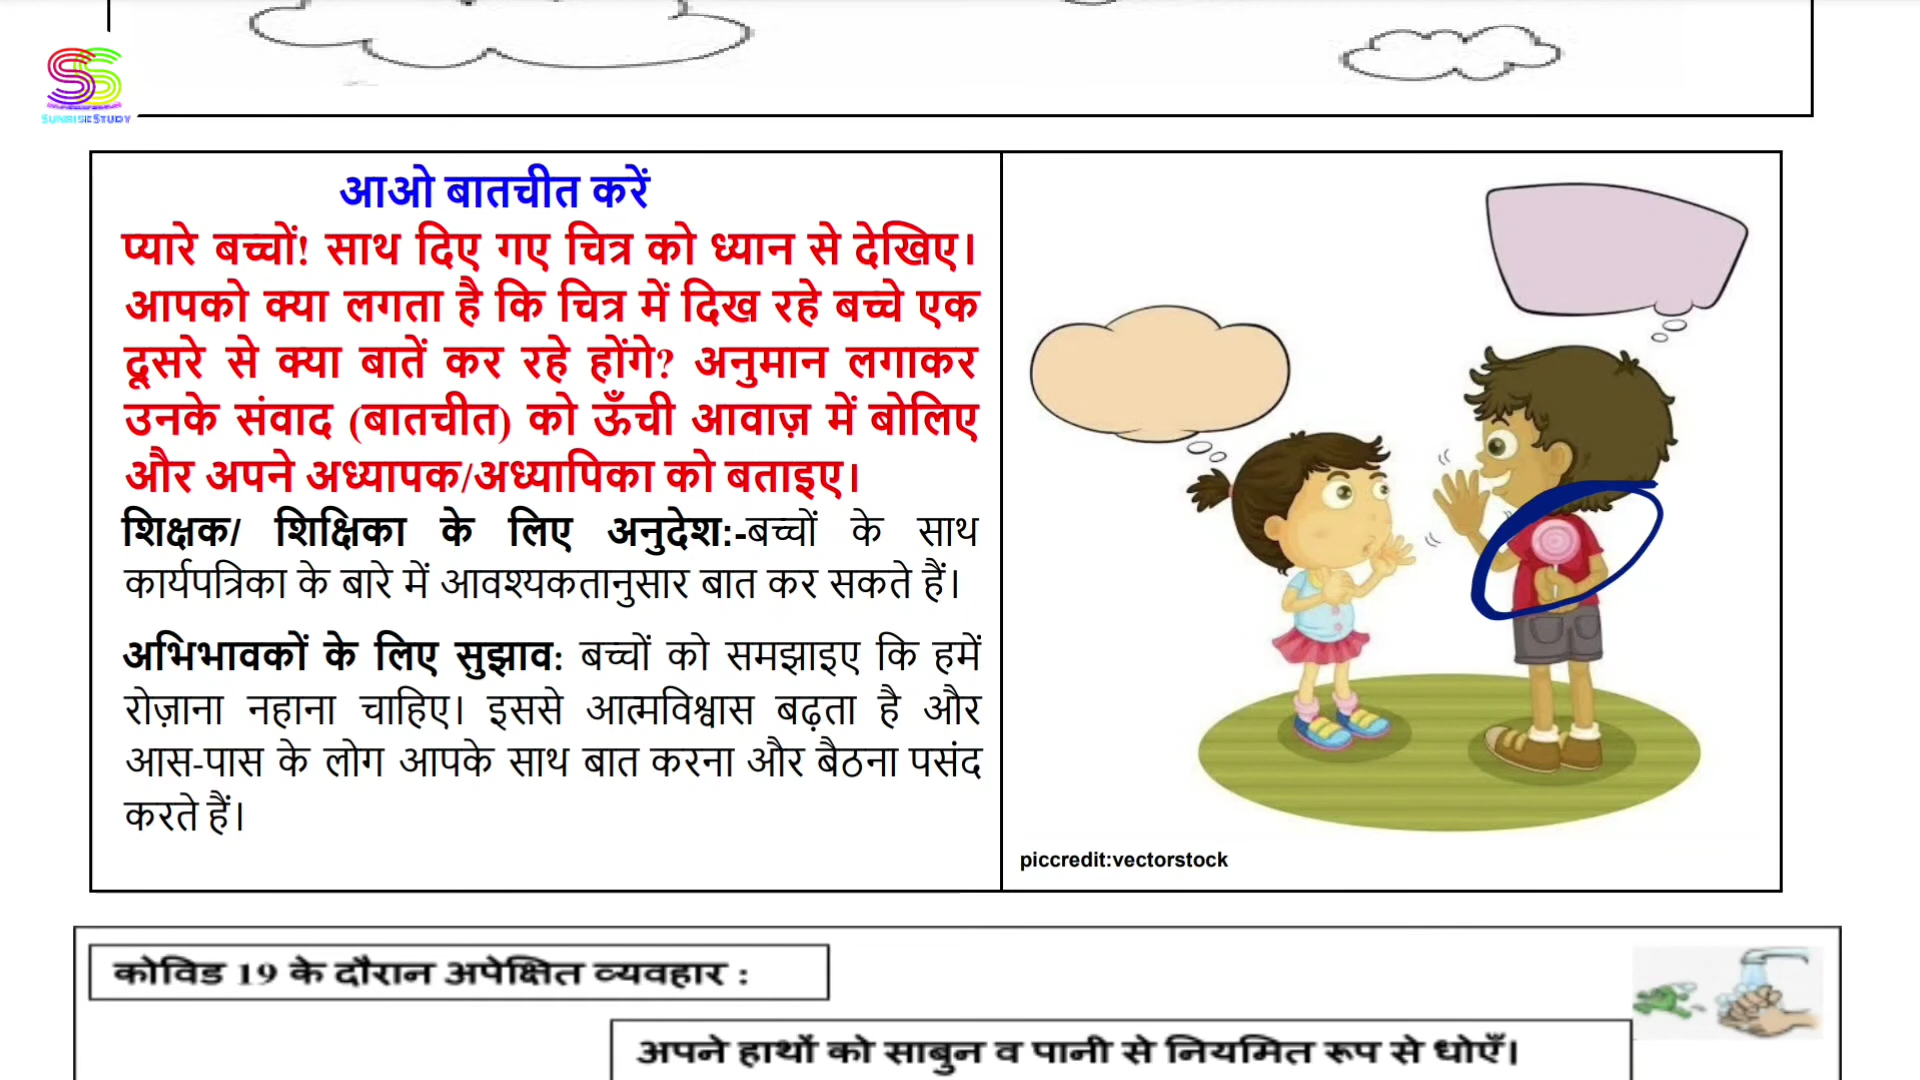 SS
SUNRISE STUDY
आओ बातचीत करें
प्यारे बच्चों! साथ दिए गए चित्र को ध्यान से देखिए।
आपको क्या लगता है कि चित्र में दिख रहे बच्चे एक
दूसरे से क्या बातें कर रहे होंगे? अनुमान लगाकर
उनके संवाद (बातचीत) को ऊँची आवाज़ में बोलिए
और अपने अध्यापक/अध्यापिका को बताइए।
शिक्षक/ शिक्षिका के लिए अनुदेश:-बच्चों के साथ
कार्यपत्रिका के बारे में आवश्यकतानुसार बात कर सकते हैं।
अभिभावकों के लिए सुझाव: बच्चों को समझाइए कि हमें
रोज़ाना नहाना चाहिए। इससे आत्मविश्वास बढ़ता है और
आस-पास के लोग आपके साथ बात करना और बैठना पसंद
करते हैं।
piccredit:vectorstock
कोविड 19 के दौरान अपेक्षित व्यवहार :
अपने हाथों को साबुन व पानी से नियमित रूप से धोएँ।